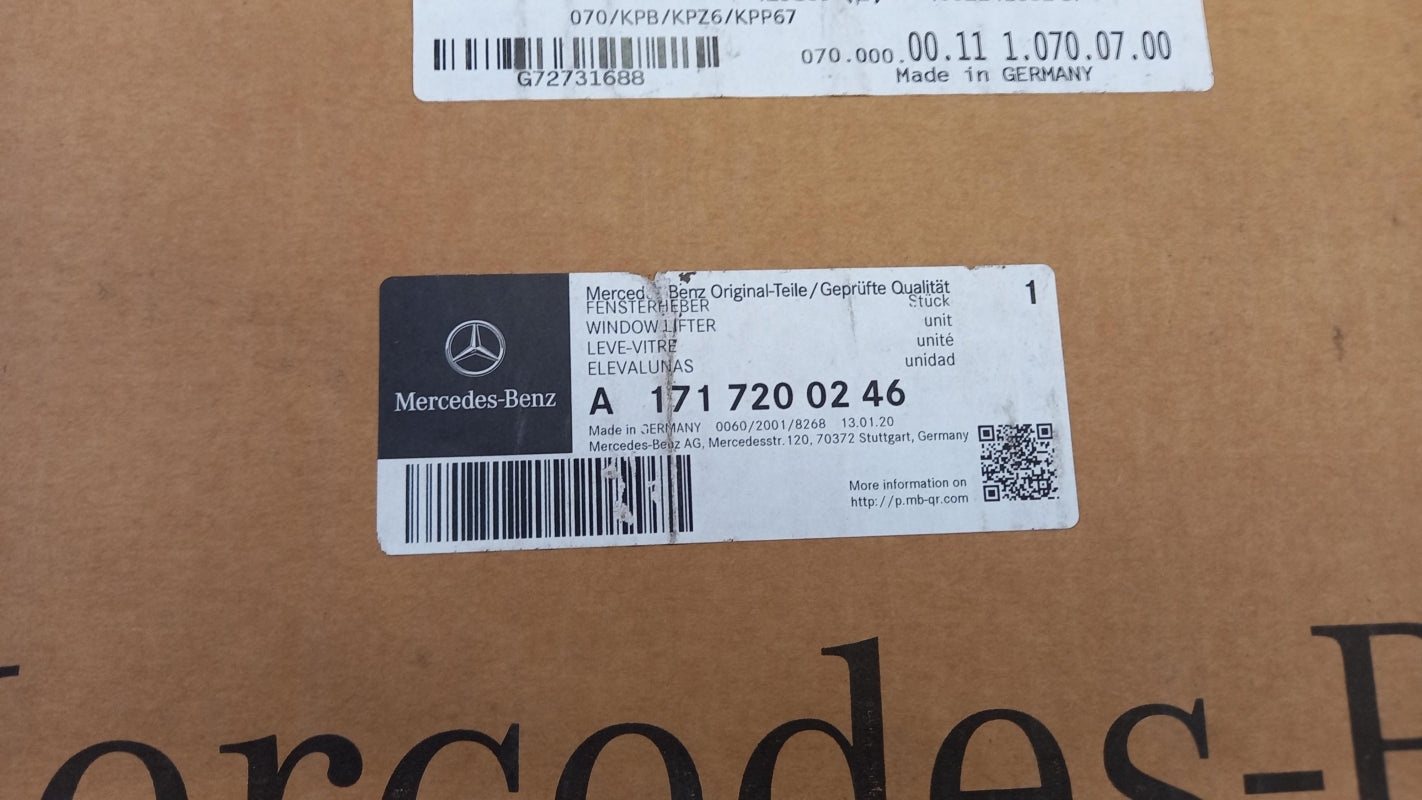 070/KPB/KPZ6/KPP67
G72731688
070.000.00.11 1.070.07.00
Made in GERMANY
Mercedes-Benz
Mercedes-Benz Original-Teile/Geprüfte Qualität
1
FENSTERHEBER Stück
WINDOW LIFTER unit
LEVE-VITRE unité
ELEVALUNAS unidad
A 171 720 02 46
Made in GERMANY 0060/2001/8268 13.01.20
Mercedes-Benz AG, Mercedesstr.120, 70372 Stuttgart, Germany
More information on
http://p.mb-qr.com
ercedes-B